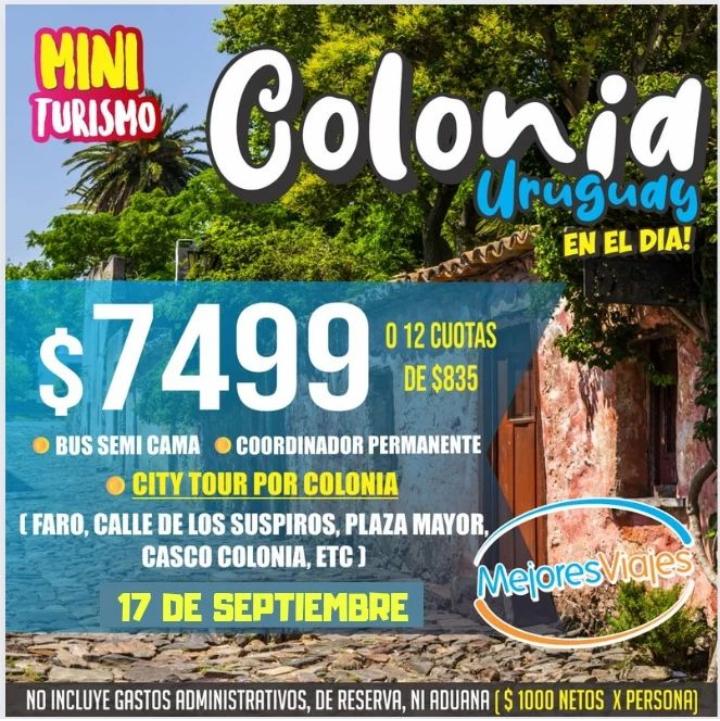 MINI
TURISMO
Colonia
Uruguay
EN EL DIA!
$7499
O 12 CUOTAS
DE $835
BUS SEMI CAMA
COORDINADOR PERMANENTE
CITY TOUR POR COLONIA
( FARO, CALLE DE LOS SUSPIROS, PLAZA MAYOR,
CASCO COLONIA, ETC )
17 DE SEPTIEMBRE
MejoresViajes
NO INCLUYE GASTOS ADMINISTRATIVOS, DE RESERVA, NI ADUANA ( $ 1000 NETOS X PERSONA)